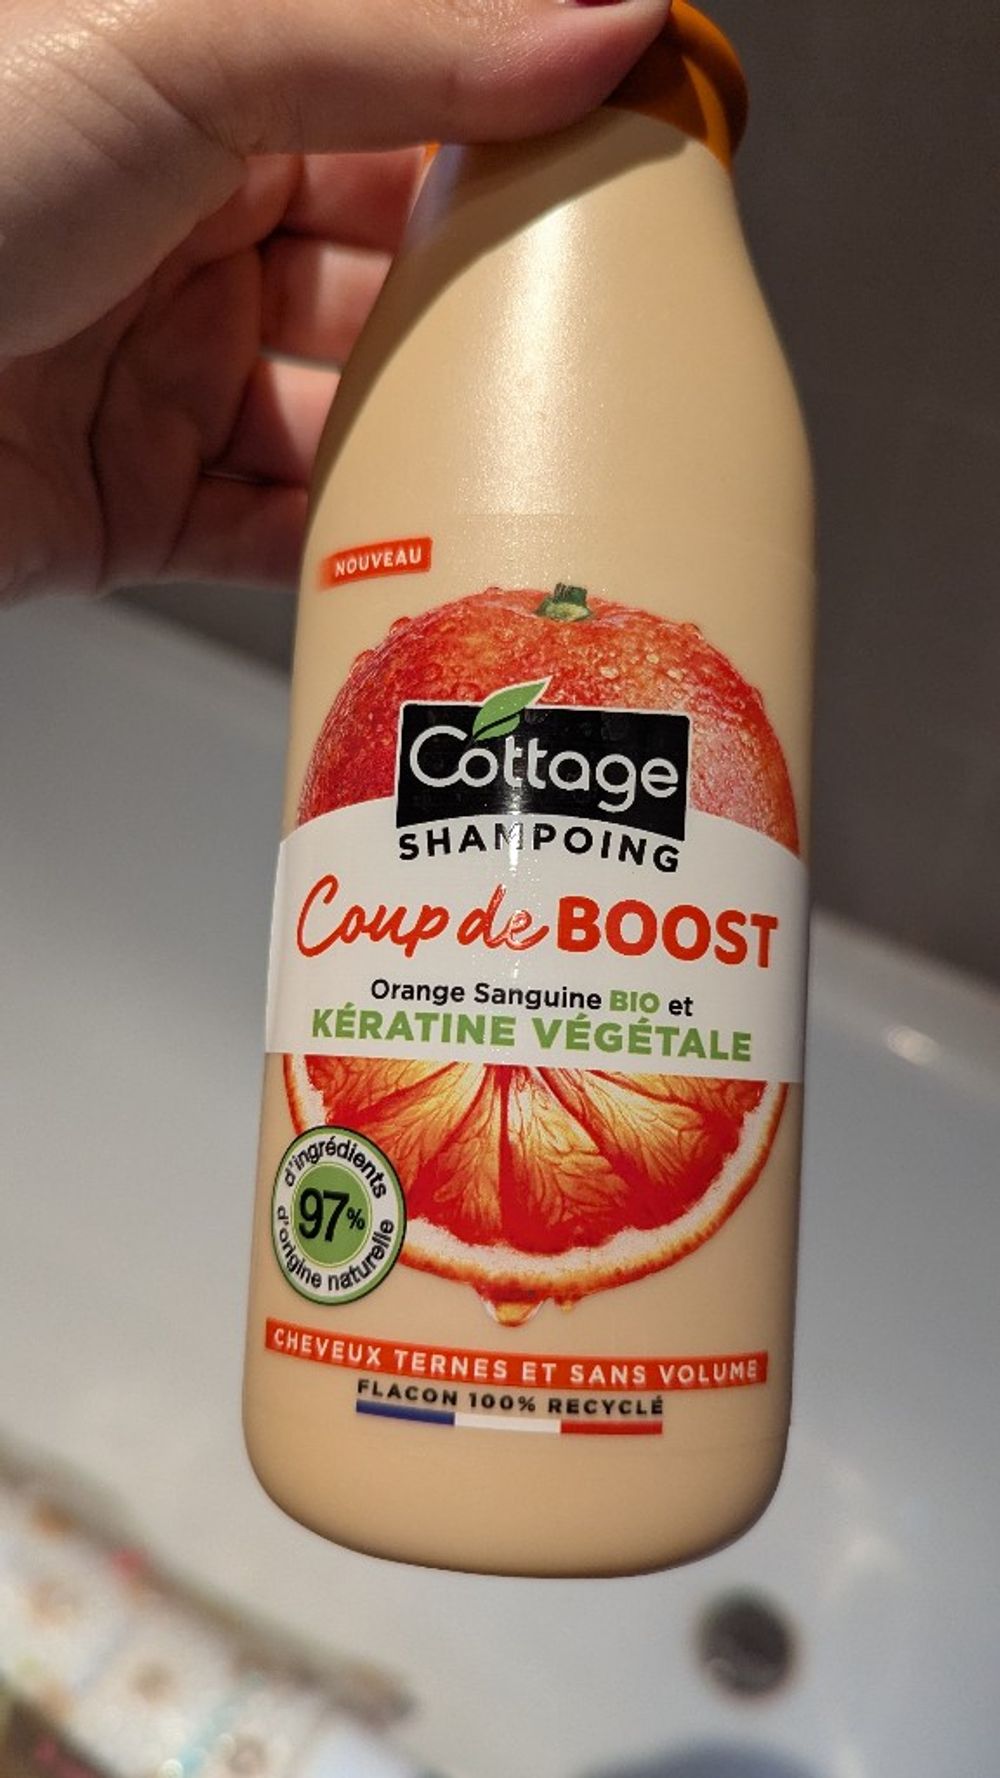 NOUVEAU
Cottage
SHAMPOING
Coup de BOOST
Orange Sanguine BIO et
KÉRATINE VÉGÉTALE
97%
d'ingrédients
d'origine naturelle
CHEVEUX TERNES ET SANS VOLUME
FLACON 100% RECYCLÉ